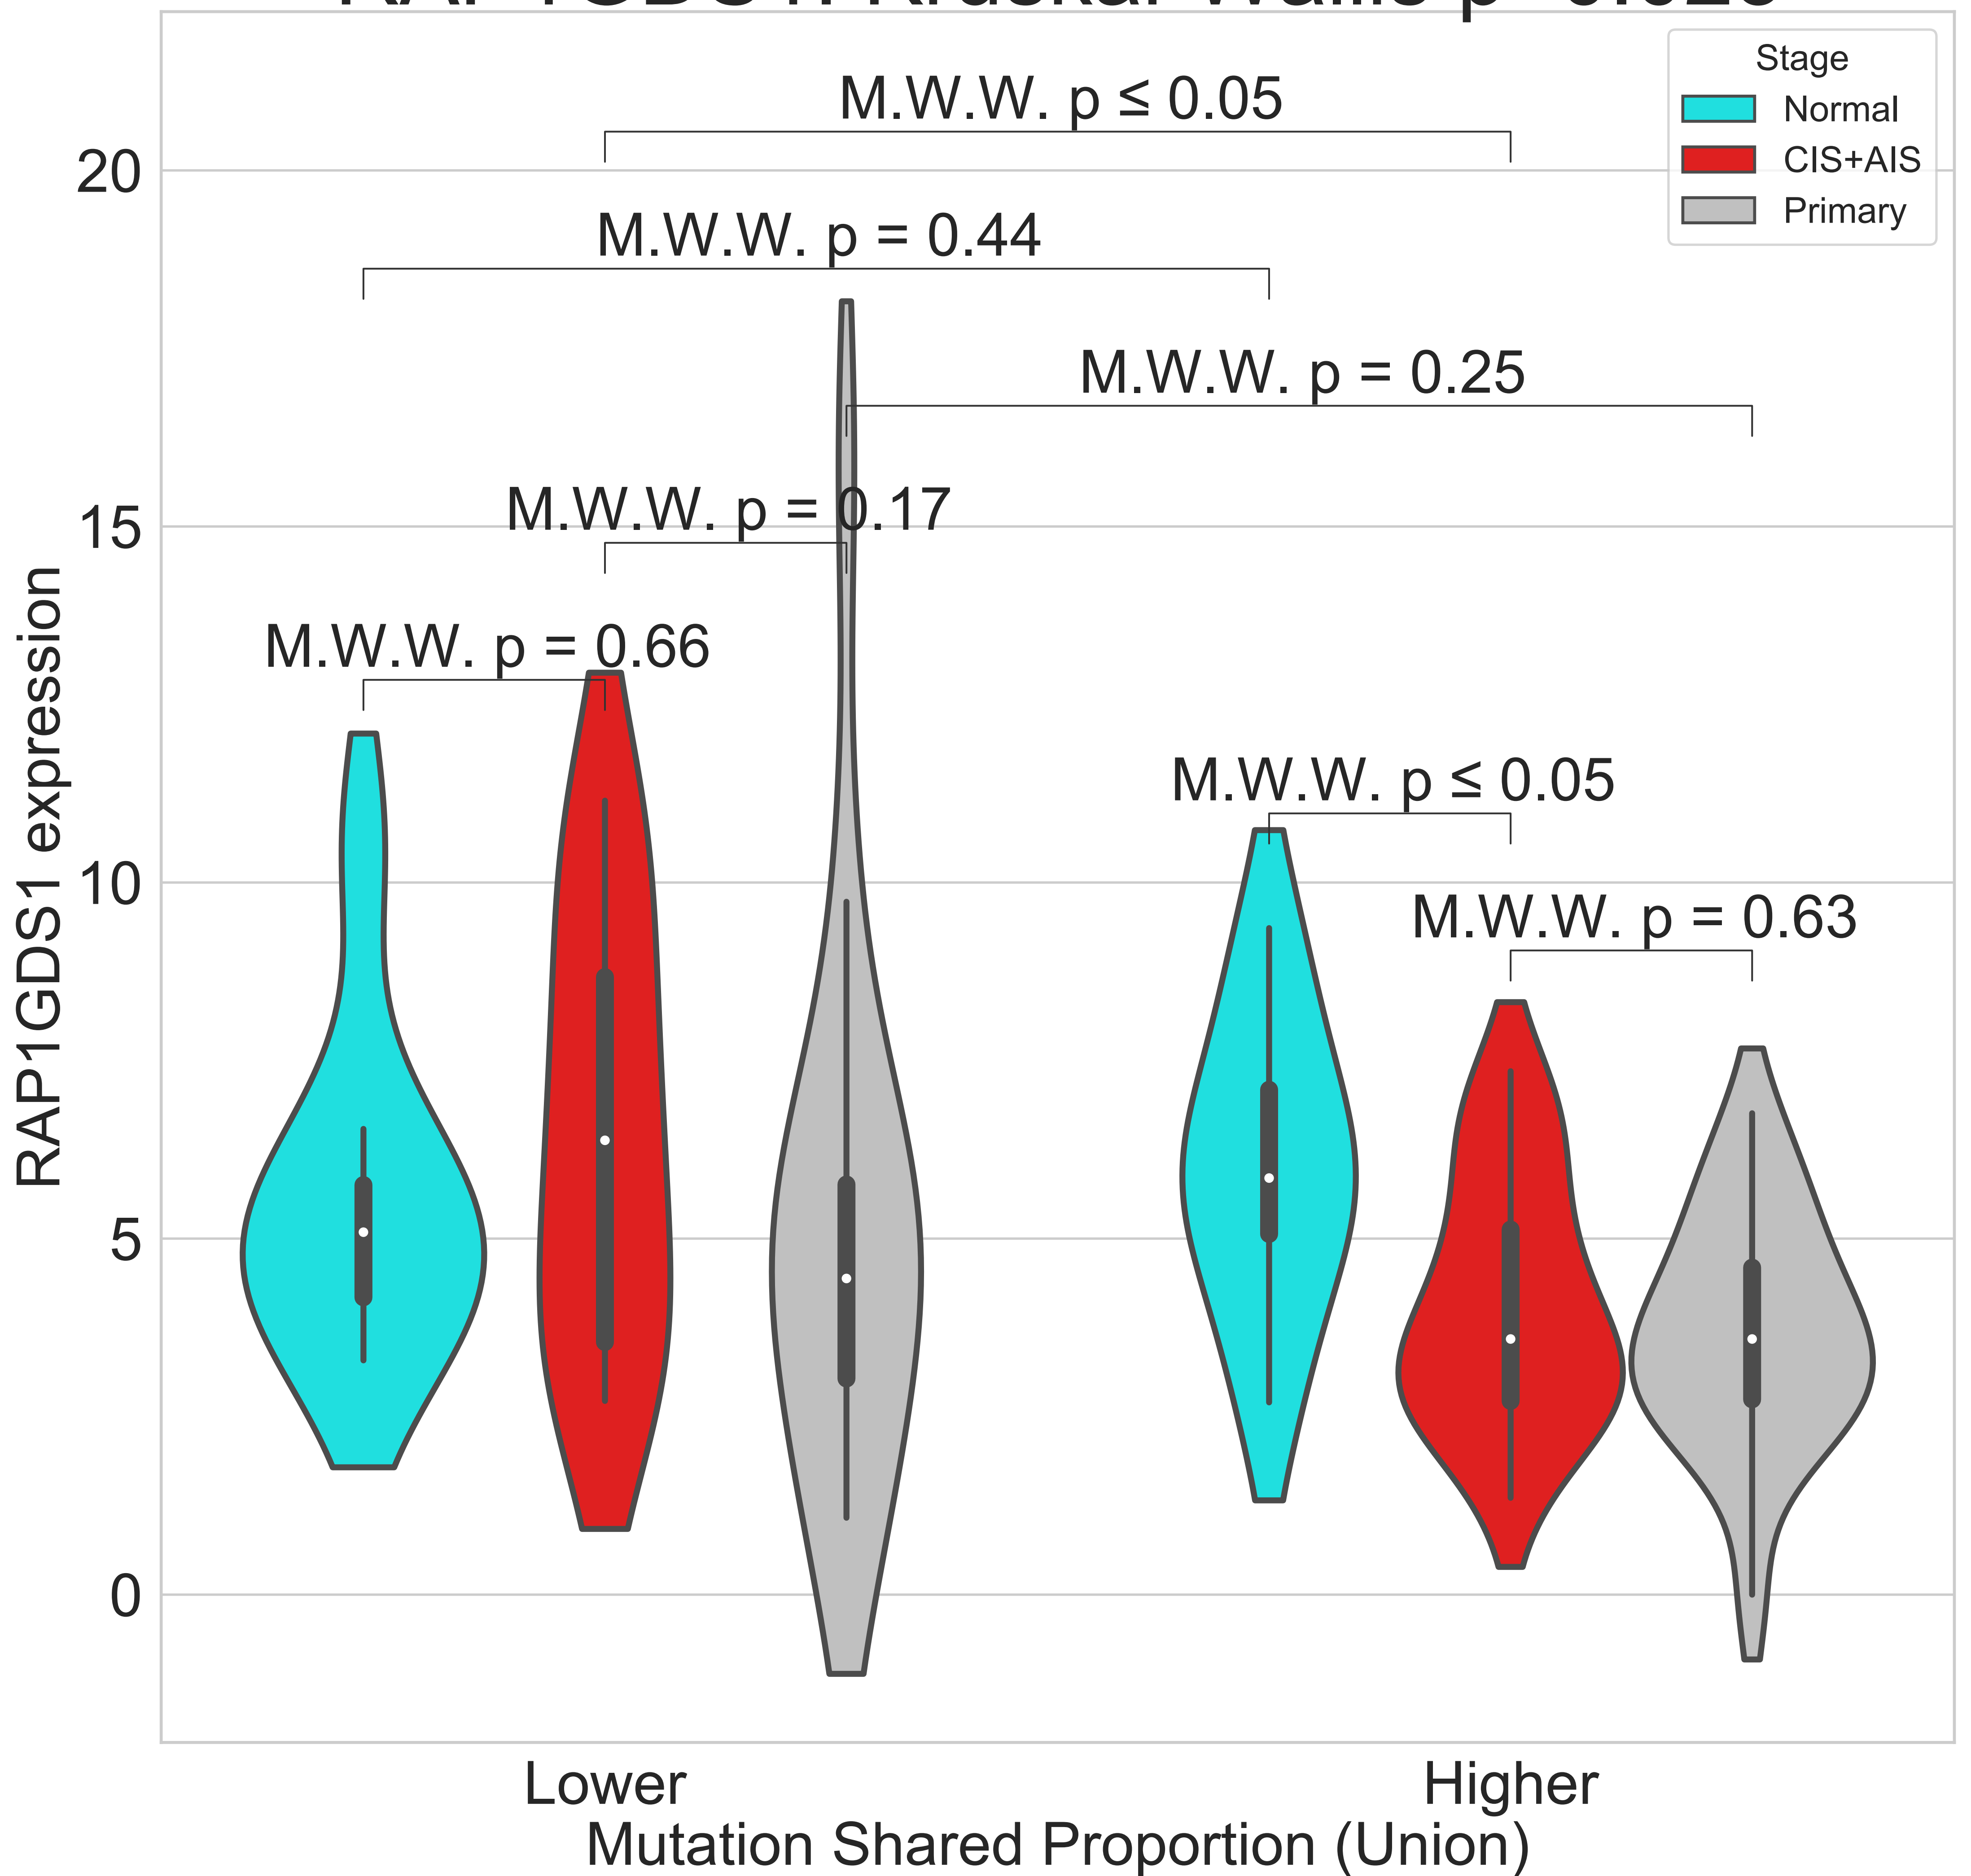 Stage
Normal
CIS+AIS
Primary
M.W.W. p ≤ 0.05
M.W.W. p = 0.44
M.W.W. p = 0.25
M.W.W. p = 0.17
M.W.W. p = 0.66
M.W.W. p ≤ 0.05
M.W.W. p = 0.63
20
15
10
5
0
RAP1GDS1 expression
Lower
Higher
Mutation Shared Proportion (Union)